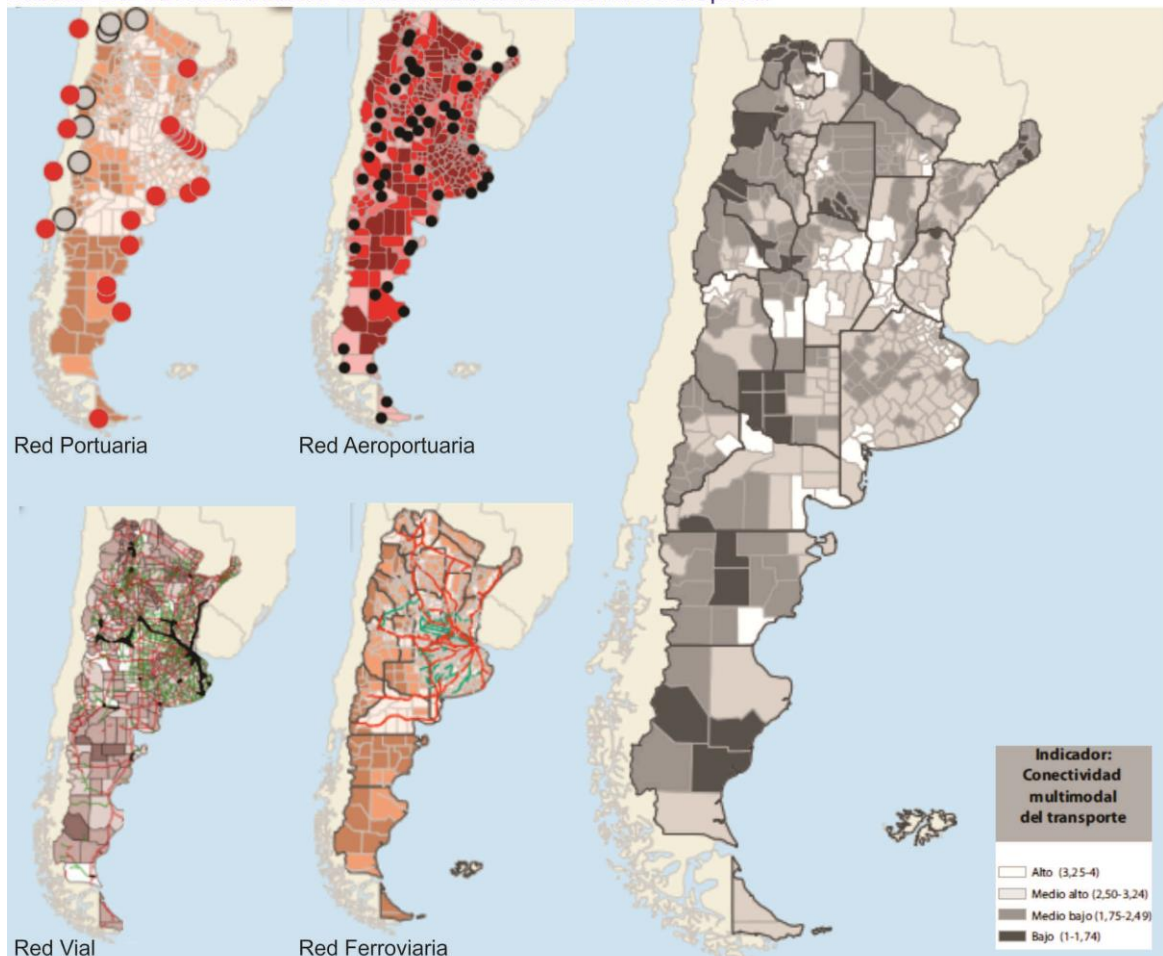 Red Portuaria
Red Aeroportuaria
Red Vial
Red Ferroviaria
Indicador:
Conectividad
multimodal
del transporte
Alto (3,25-4)
Medio alto (2,50-3,24)
Medio bajo (1,75-2,49)
Bajo (1-1,74)